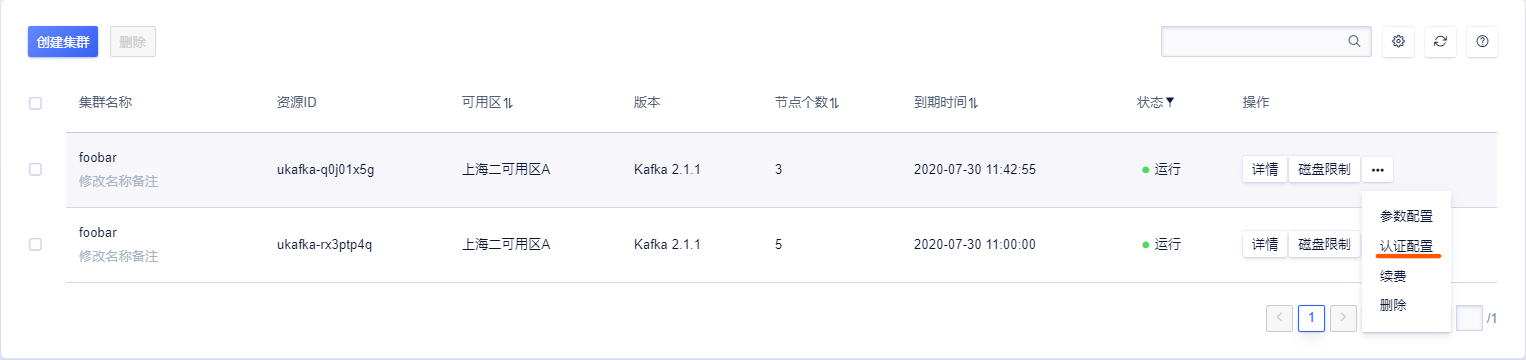 创建集群 删除
集群名称 资源ID 可用区 版本 节点个数 到期时间 状态 操作
foobar
修改名称备注
ukafka-q0j01x5g 上海二可用区A Kafka 2.1.1 3 2020-07-30 11:42:55 运行 详情 磁盘限制 •••
参数配置
foobar
修改名称备注
ukafka-rx3ptp4q 上海二可用区A Kafka 2.1.1 5 2020-07-30 11:00:00 运行 详情 磁盘限制
认证配置
续费
删除
1 /1